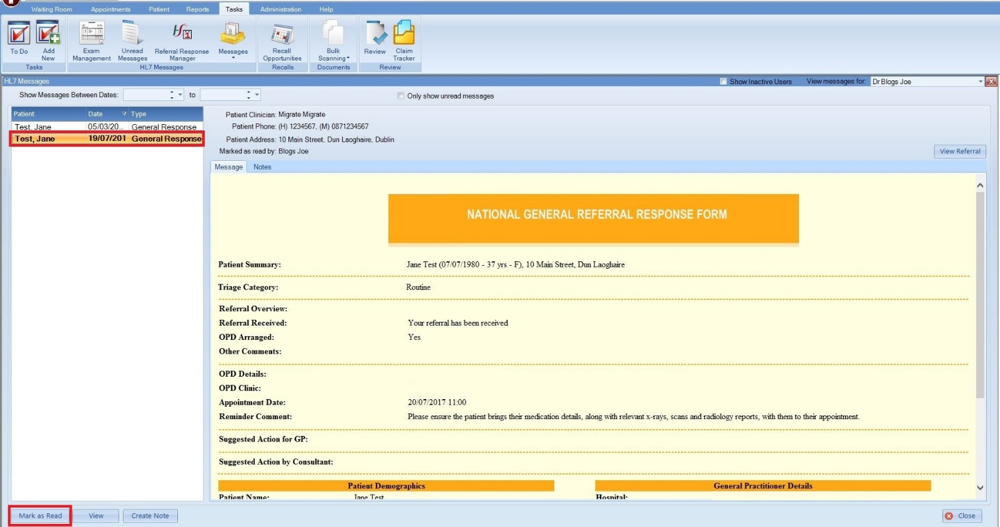 Waiting Room Appointments Patient Reports Tasks Administration Help
To Do Add New Exam Management Unread Messages Referral Response Manager Messages Recall Opportunities Bulk Scanning Review Claim Tracker
Tasks HL7 Messages Recalls Documents Review
HL7 Messages Show Inactive Users View messages for: Dr Blogs Joe
Show Messages Between Dates: to Only show unread messages
Patient Date Type
Test, Jane 05/03/20... General Response
Test, Jane 19/07/201 General Response
Patient Clinician: Migrate Migrate
Patient Phone: (H) 1234567, (M) 0871234567
Patient Address: 10 Main Street, Dun Laoghaire, Dublin
Marked as read by: Blogs Joe
View Referral
Message Notes
NATIONAL GENERAL REFERRAL RESPONSE FORM
Patient Summary: Jane Test (07/07/1980 - 37 yrs - F), 10 Main Street, Dun Laoghaire
Triage Category: Routine
Referral Overview:
Referral Received: Your referral has been received
OPD Arranged: Yes
Other Comments:
OPD Details:
OPD Clinic:
Appointment Date: 20/07/2017 11:00
Reminder Comment: Please ensure the patient brings their medication details, along with relevant x-rays, scans and radiology reports, with them to their appointment.
Suggested Action for GP:
Suggested Action by Consultant:
Patient Demographics General Practitioner Details
Patient Name: Jane Test Hospital:
Mark as Read View Create Note Close